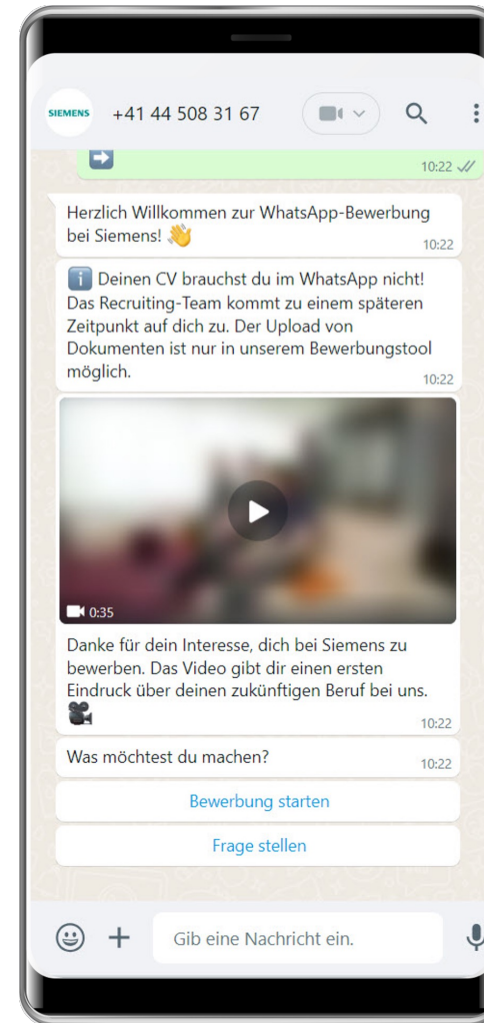 SIEMENS +41 44 508 31 67
10:22
Herzlich Willkommen zur WhatsApp-Bewerbung
bei Siemens! 👋
10:22
ℹ️ Deinen CV brauchst du im WhatsApp nicht!
Das Recruiting-Team kommt zu einem späteren
Zeitpunkt auf dich zu. Der Upload von
Dokumenten ist nur in unserem Bewerbungstool
möglich.
10:22
0:35
Danke für dein Interesse, dich bei Siemens zu
bewerben. Das Video gibt dir einen ersten
Eindruck über deinen zukünftigen Beruf bei uns.
🎥
10:22
Was möchtest du machen?
10:22
Bewerbung starten
Frage stellen
Gib eine Nachricht ein.